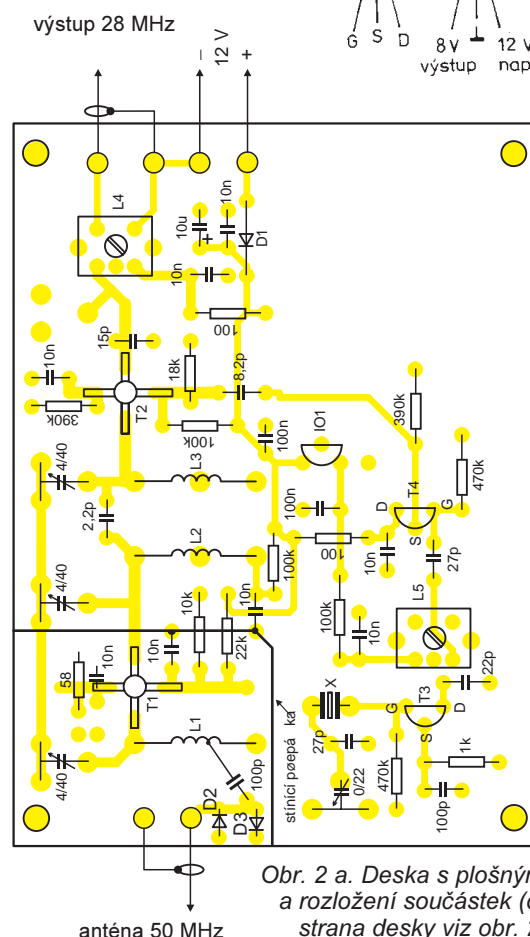 výstup 28 MHz
–
12 V
+
G S D
8 V
výstup
12 V
nap
L4
10u
+
10n
D1
10n
100
15p
10n
390k
T2
18k
8,2p
100k
100n
IO1
390k
4/40
L3
2,2p
100n
D
T4
G
S
470k
L2
100k
100
10n
27p
4/40
10k
22k
10n
100k
10n
L5
58
10n
10n
T1
X
G
T3
D
S
22p
L1
27p
stínící pøepá ka
4/40
100p
0/22
470k
1k
D2
D3
100p
Obr. 2 a. Deska s plošným
a rozložení součástek (
strana desky viz obr.
anténa 50 MHz